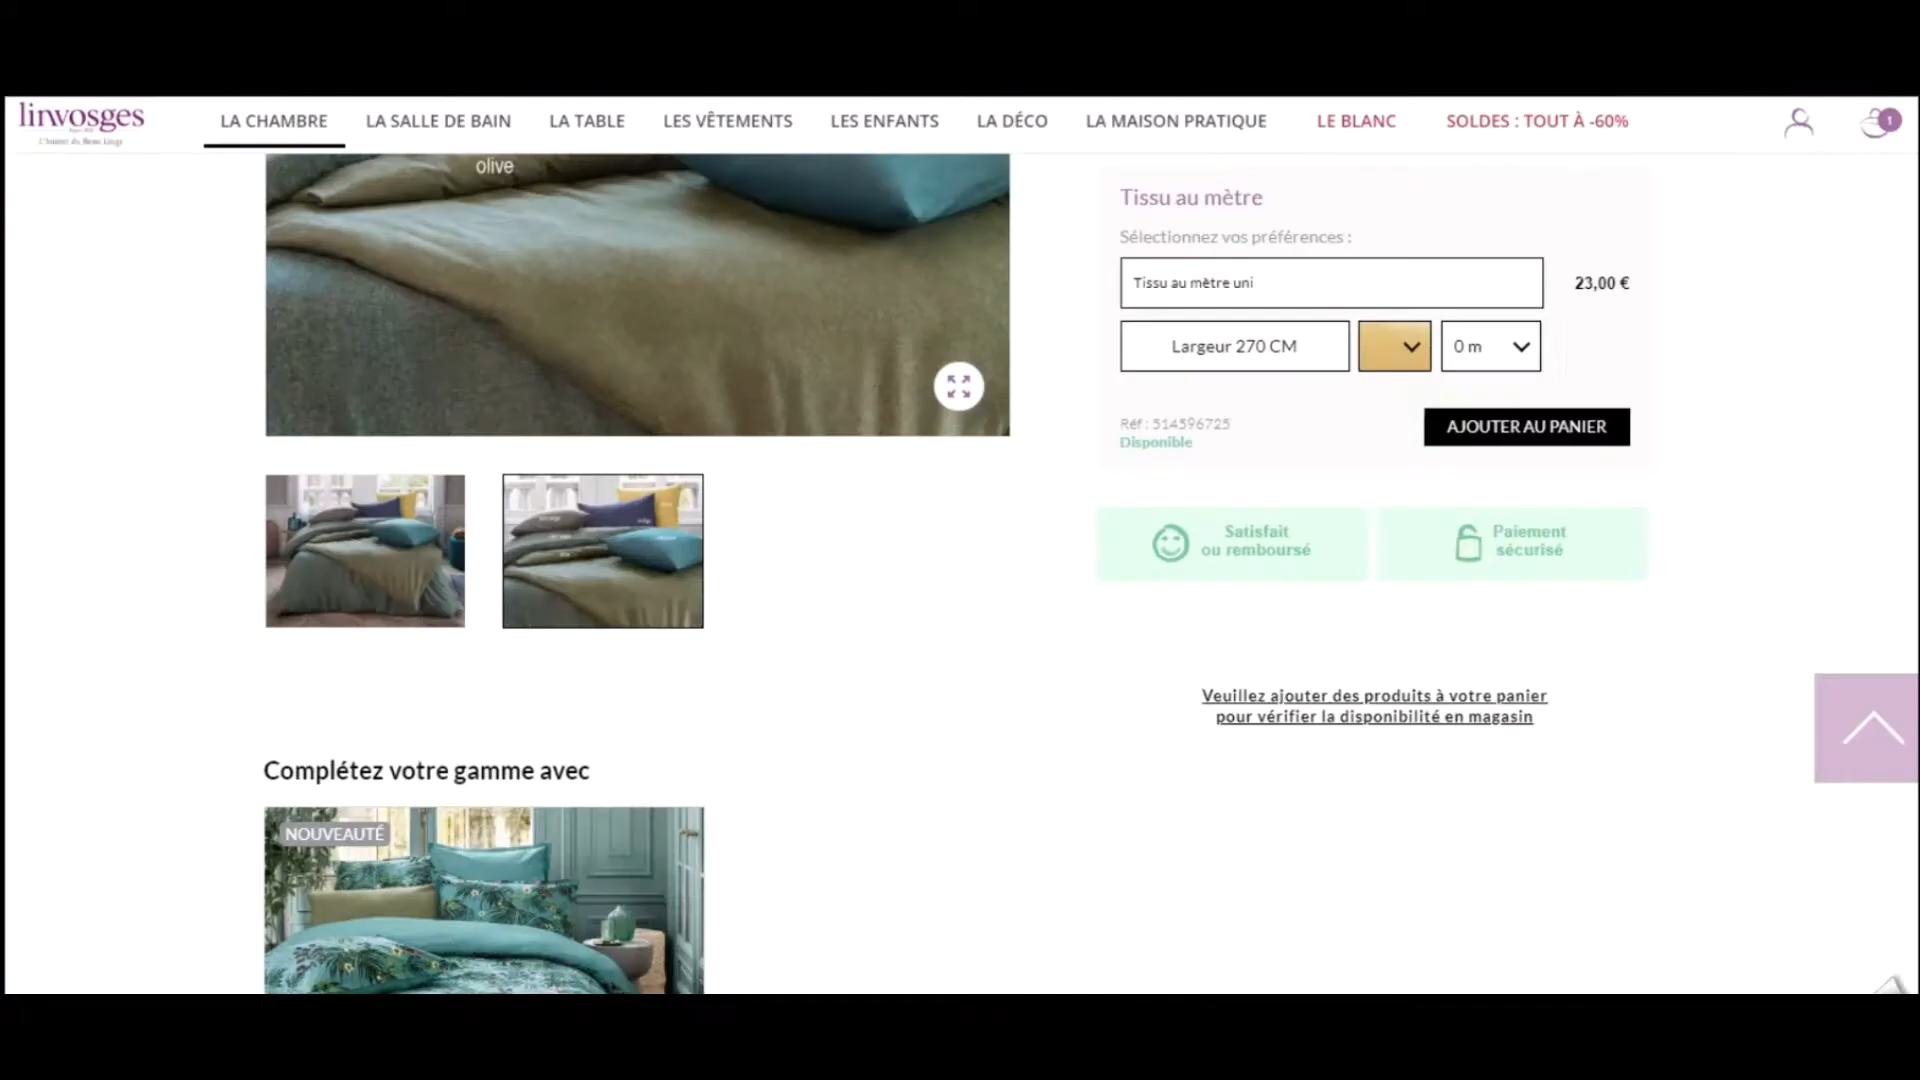 linvosges
LA CHAMBRE
LA SALLE DE BAIN
LA TABLE
LES VÊTEMENTS
LES ENFANTS
LA DÉCO
LA MAISON PRATIQUE
LE BLANC
SOLDES : TOUT À -60%
1
olive
Tissu au mètre
Sélectionnez vos préférences :
Tissu au mètre uni
23,00 €
Largeur 270 CM
0 m
Réf : 514596725
Disponible
AJOUTER AU PANIER
Satisfait
ou remboursé
Paiement
sécurisé
Veuillez ajouter des produits à votre panier
pour vérifier la disponibilité en magasin
Complétez votre gamme avec
NOUVEAUTÉ